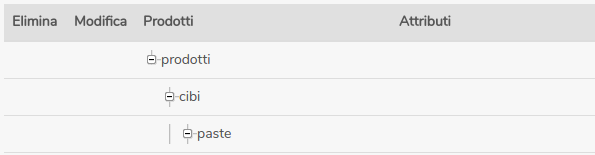 Elimina Modifica Prodotti Attributi
prodotti
cibi
paste